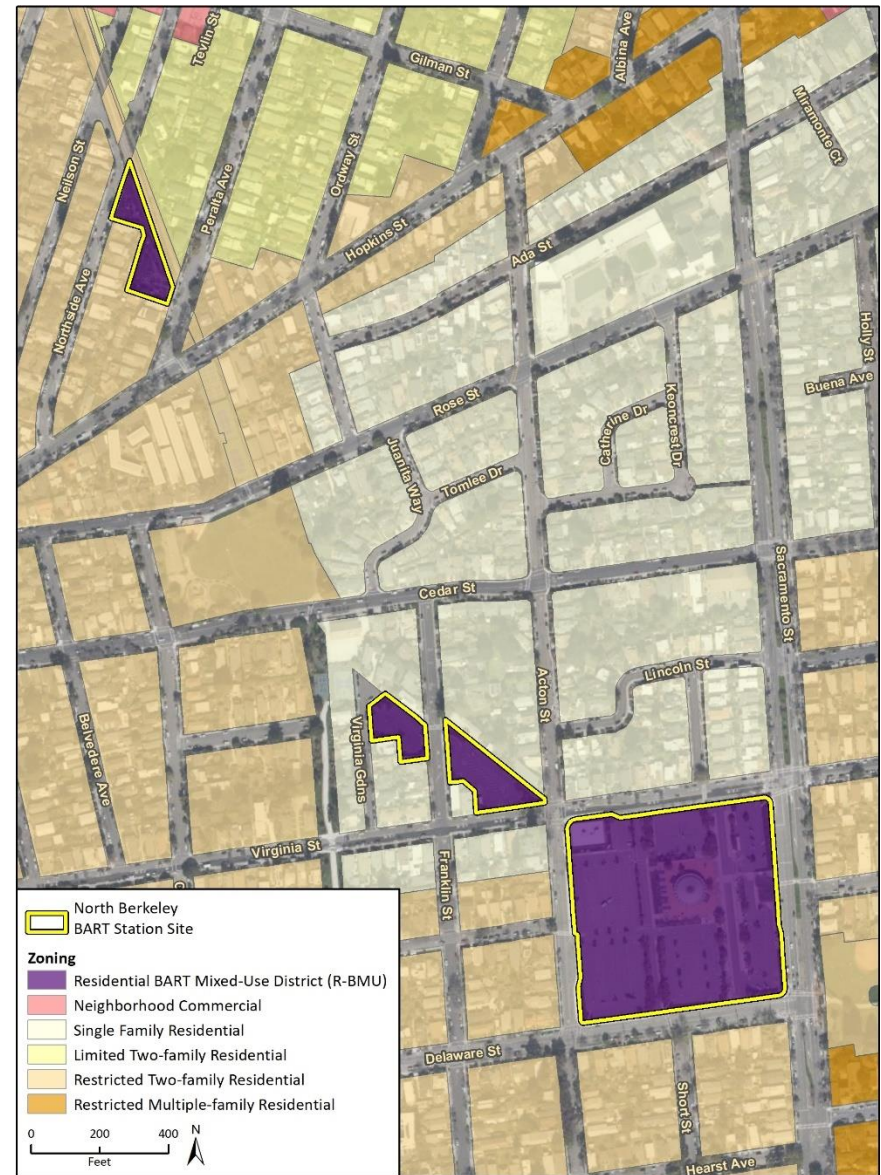 Tevlin St
Gilman St
Albina Ave
Miramonte Ct
Neilson St
Peralta Ave
Ordway St
Hopkins St
Ada St
Northside Ave
Holly St
Buena Ave
Rose St
Catherine Dr
Keoncrest Dr
Juanita Way
Tomlee Dr
Cedar St
Sacramento St
Acton St
Lincoln St
Belvedere Ave
Virginia Gdns
Virginia St
Franklin St
Delaware St
Short St
Hearst Ave
North Berkeley
BART Station Site
Zoning
Residential BART Mixed-Use District (R-BMU)
Neighborhood Commercial
Single Family Residential
Limited Two-family Residential
Restricted Two-family Residential
Restricted Multiple-family Residential
0 200 400 N
Feet